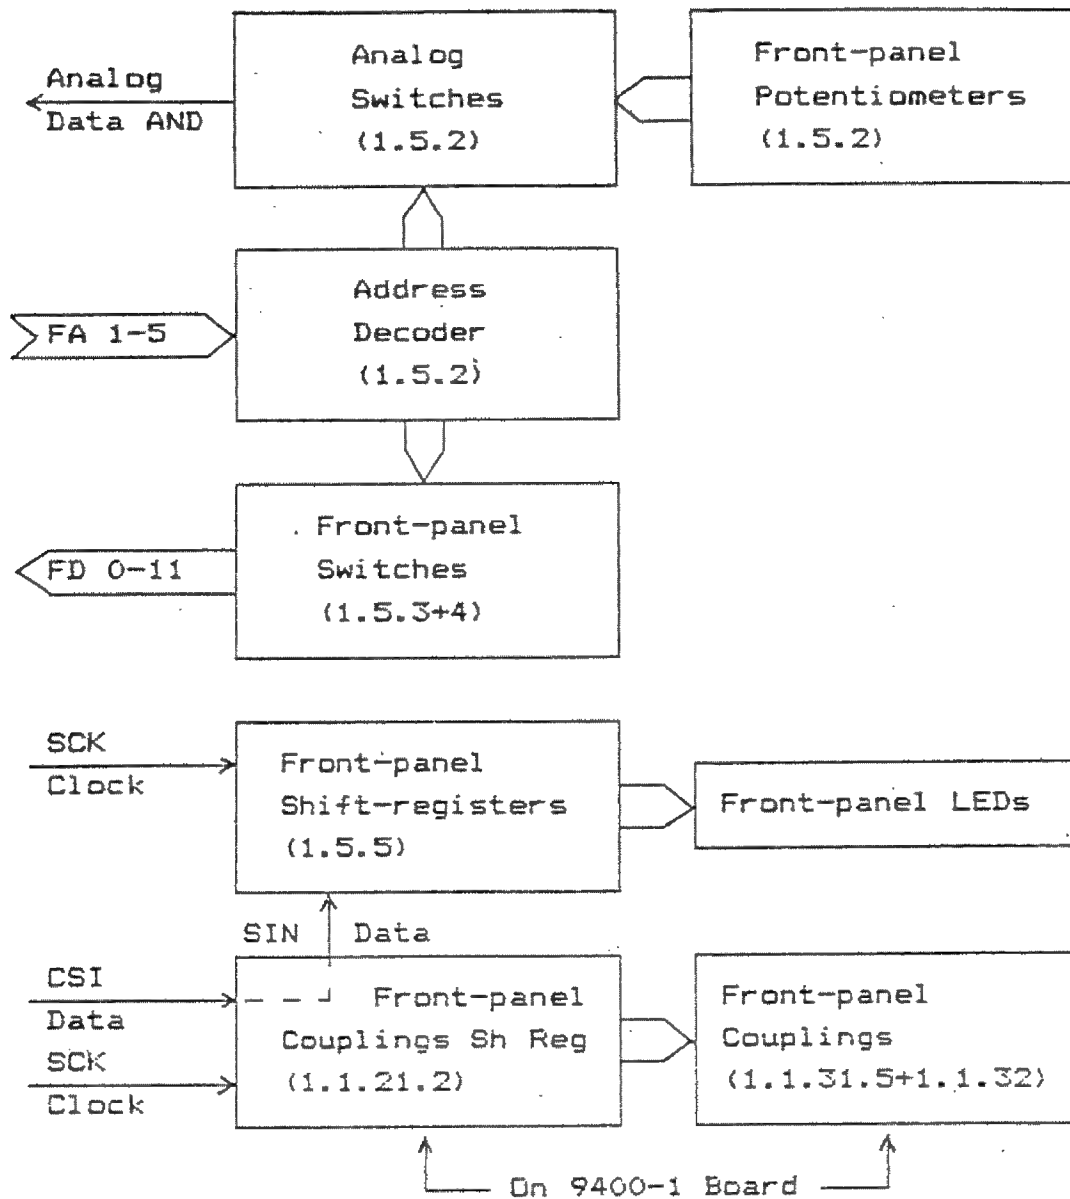 Analog
Switches
(1.5.2)
Front-panel
Potentiometers
(1.5.2)
Analog
Data AND
Address
Decoder
(1.5.2)
FA 1-5
Front-panel
Switches
(1.5.3+4)
FD 0-11
SCK
Clock
Front-panel
Shift-registers
(1.5.5)
Front-panel LEDs
SIN Data
CSI
Data
SCK
Clock
Front-panel
Couplings Sh Reg
(1.1.21.2)
Front-panel
Couplings
(1.1.31.5+1.1.32)
On 9400-1 Board